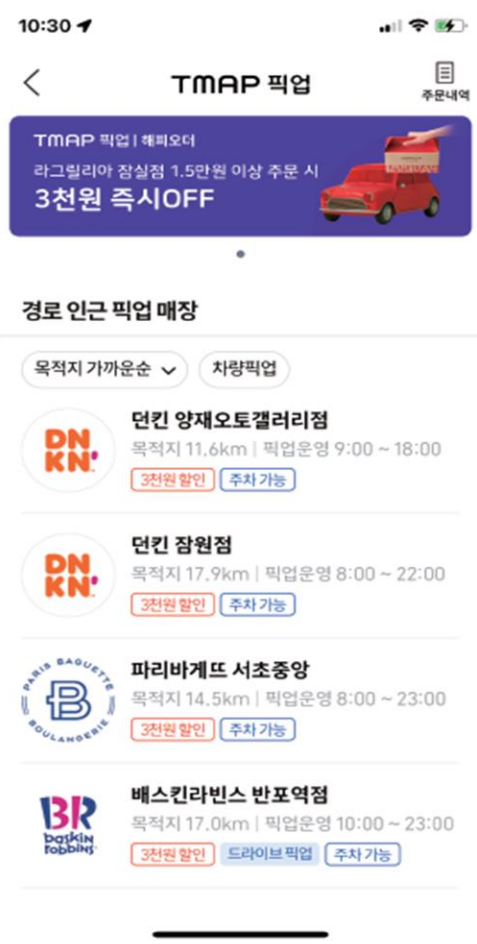 10:30
TMAP 픽업
주문내역
TMAP 픽업 | 해피오더
라그릴리아 잠실점 1.5만원 이상 주문 시
3천원 즉시OFF
경로 인근 픽업 매장
목적지 가까운순
차량픽업
DN
KN'
던킨 양재오토갤러리점
목적지 11.6km | 픽업운영 9:00 ~ 18:00
3천원 할인 주차 가능
DN
KN'
던킨 잠원점
목적지 17.9km | 픽업운영 8:00 ~ 22:00
3천원 할인 주차 가능
PARIS BAGUETTE
B
BOULANGERIE
파리바게뜨 서초중앙
목적지 14.5km | 픽업운영 8:00 ~ 23:00
3천원 할인 주차 가능
BR
baskin
robbins
배스킨라빈스 반포역점
목적지 17.0km | 픽업운영 10:00 ~ 23:00
3천원 할인 드라이브 픽업 주차 가능